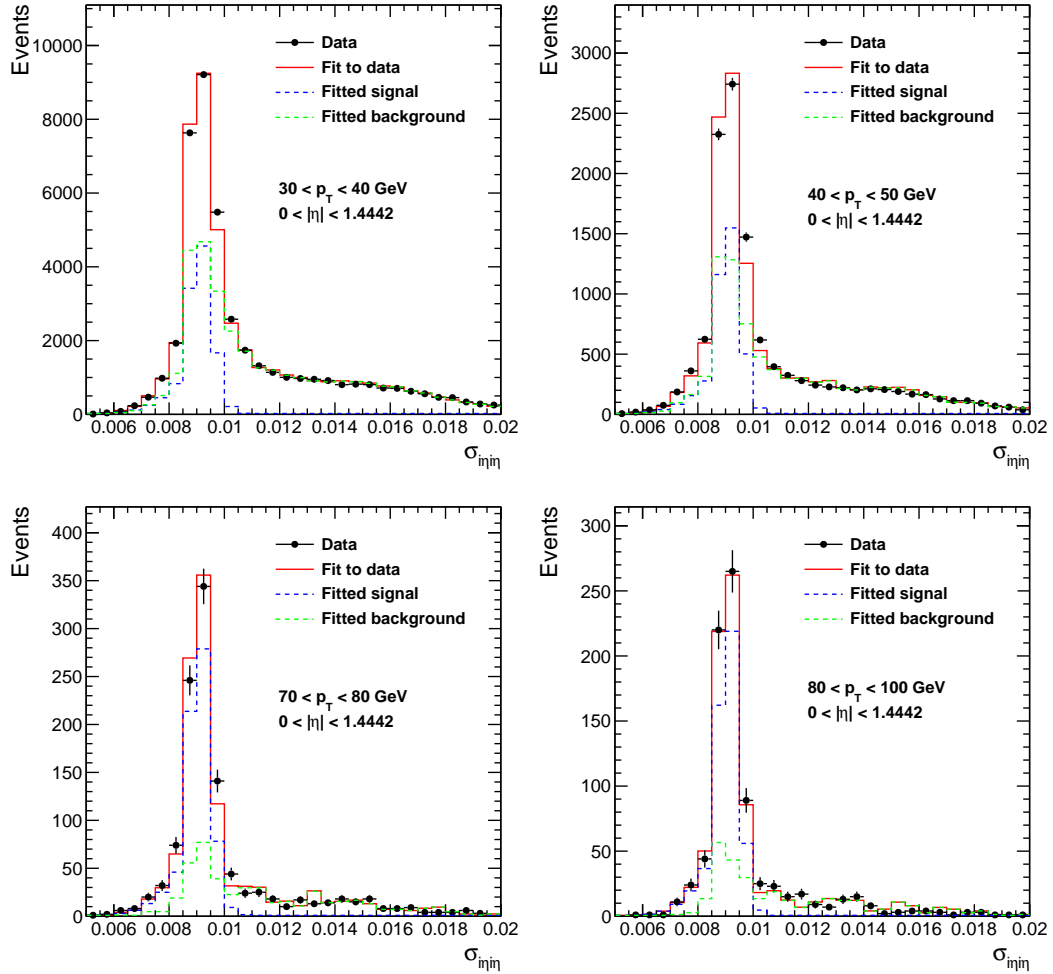 Events
10000
8000
6000
4000
2000
0
Data
Fit to data
Fitted signal
Fitted background
30 < p_T < 40 GeV
0 < |η| < 1.4442
0.006 0.008 0.01 0.012 0.014 0.016 0.018 0.02
σ_iηiη
Events
3000
2500
2000
1500
1000
500
0
Data
Fit to data
Fitted signal
Fitted background
40 < p_T < 50 GeV
0 < |η| < 1.4442
0.006 0.008 0.01 0.012 0.014 0.016 0.018 0.02
σ_iηiη
Events
400
350
300
250
200
150
100
50
0
Data
Fit to data
Fitted signal
Fitted background
70 < p_T < 80 GeV
0 < |η| < 1.4442
0.006 0.008 0.01 0.012 0.014 0.016 0.018 0.02
σ_iηiη
Events
300
250
200
150
100
50
0
Data
Fit to data
Fitted signal
Fitted background
80 < p_T < 100 GeV
0 < |η| < 1.4442
0.006 0.008 0.01 0.012 0.014 0.016 0.018 0.02
σ_iηiη